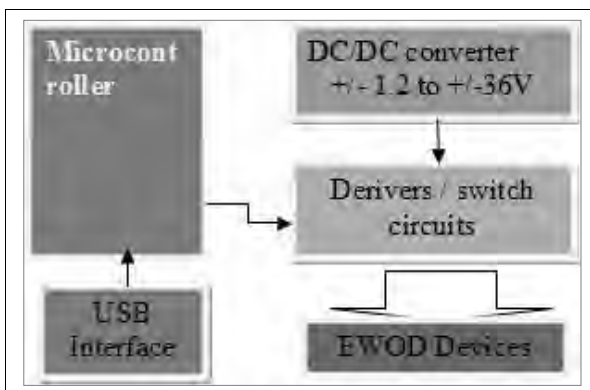 Microcont
roller
DC/DC converter
+/- 1.2 to +/-36V
Derivers / switch
circuits
USB
Interface
EWOD Devices